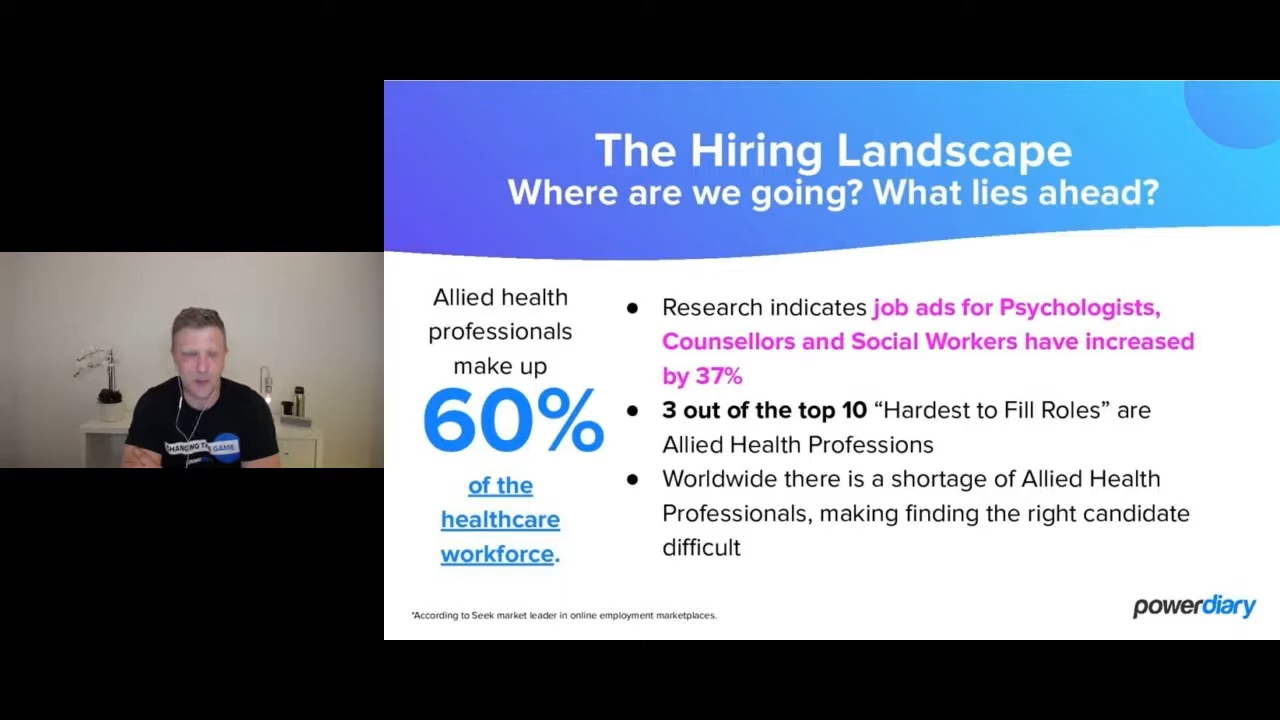 The Hiring Landscape
Where are we going? What lies ahead?
Allied health
professionals
make up
60%
of the
healthcare
workforce.
● Research indicates job ads for Psychologists,
Counsellors and Social Workers have increased
by 37%
● 3 out of the top 10 “Hardest to Fill Roles” are
Allied Health Professions
● Worldwide there is a shortage of Allied Health
Professionals, making finding the right candidate
difficult
*According to Seek market leader in online employment marketplaces.
powerdiary
GAME